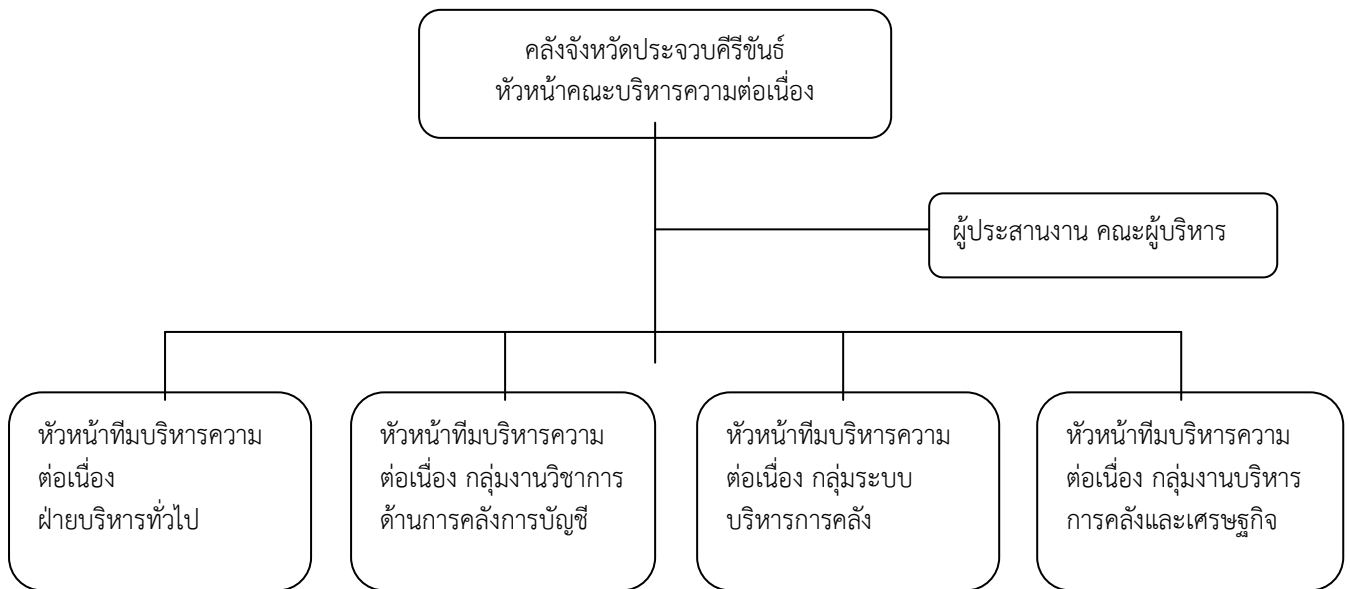 คลังจังหวัดประจวบคีรีขันธ์
หัวหน้าคณะบริหารความต่อเนื่อง
ผู้ประสานงาน คณะผู้บริหาร
หัวหน้าทีมบริหารความ
ต่อเนื่อง
ฝ่ายบริหารทั่วไป
หัวหน้าทีมบริหารความ
ต่อเนื่อง กลุ่มงานวิชาการ
ด้านการคลังการบัญชี
หัวหน้าทีมบริหารความ
ต่อเนื่อง กลุ่มระบบ
บริหารการคลัง
หัวหน้าทีมบริหารความ
ต่อเนื่อง กลุ่มงานบริหาร
การคลังและเศรษฐกิจ